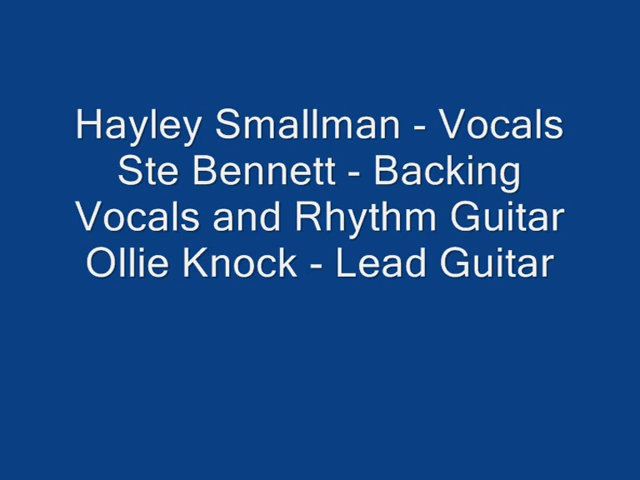 Hayley Smallman - Vocals
Ste Bennett - Backing
Vocals and Rhythm Guitar
Ollie Knock - Lead Guitar